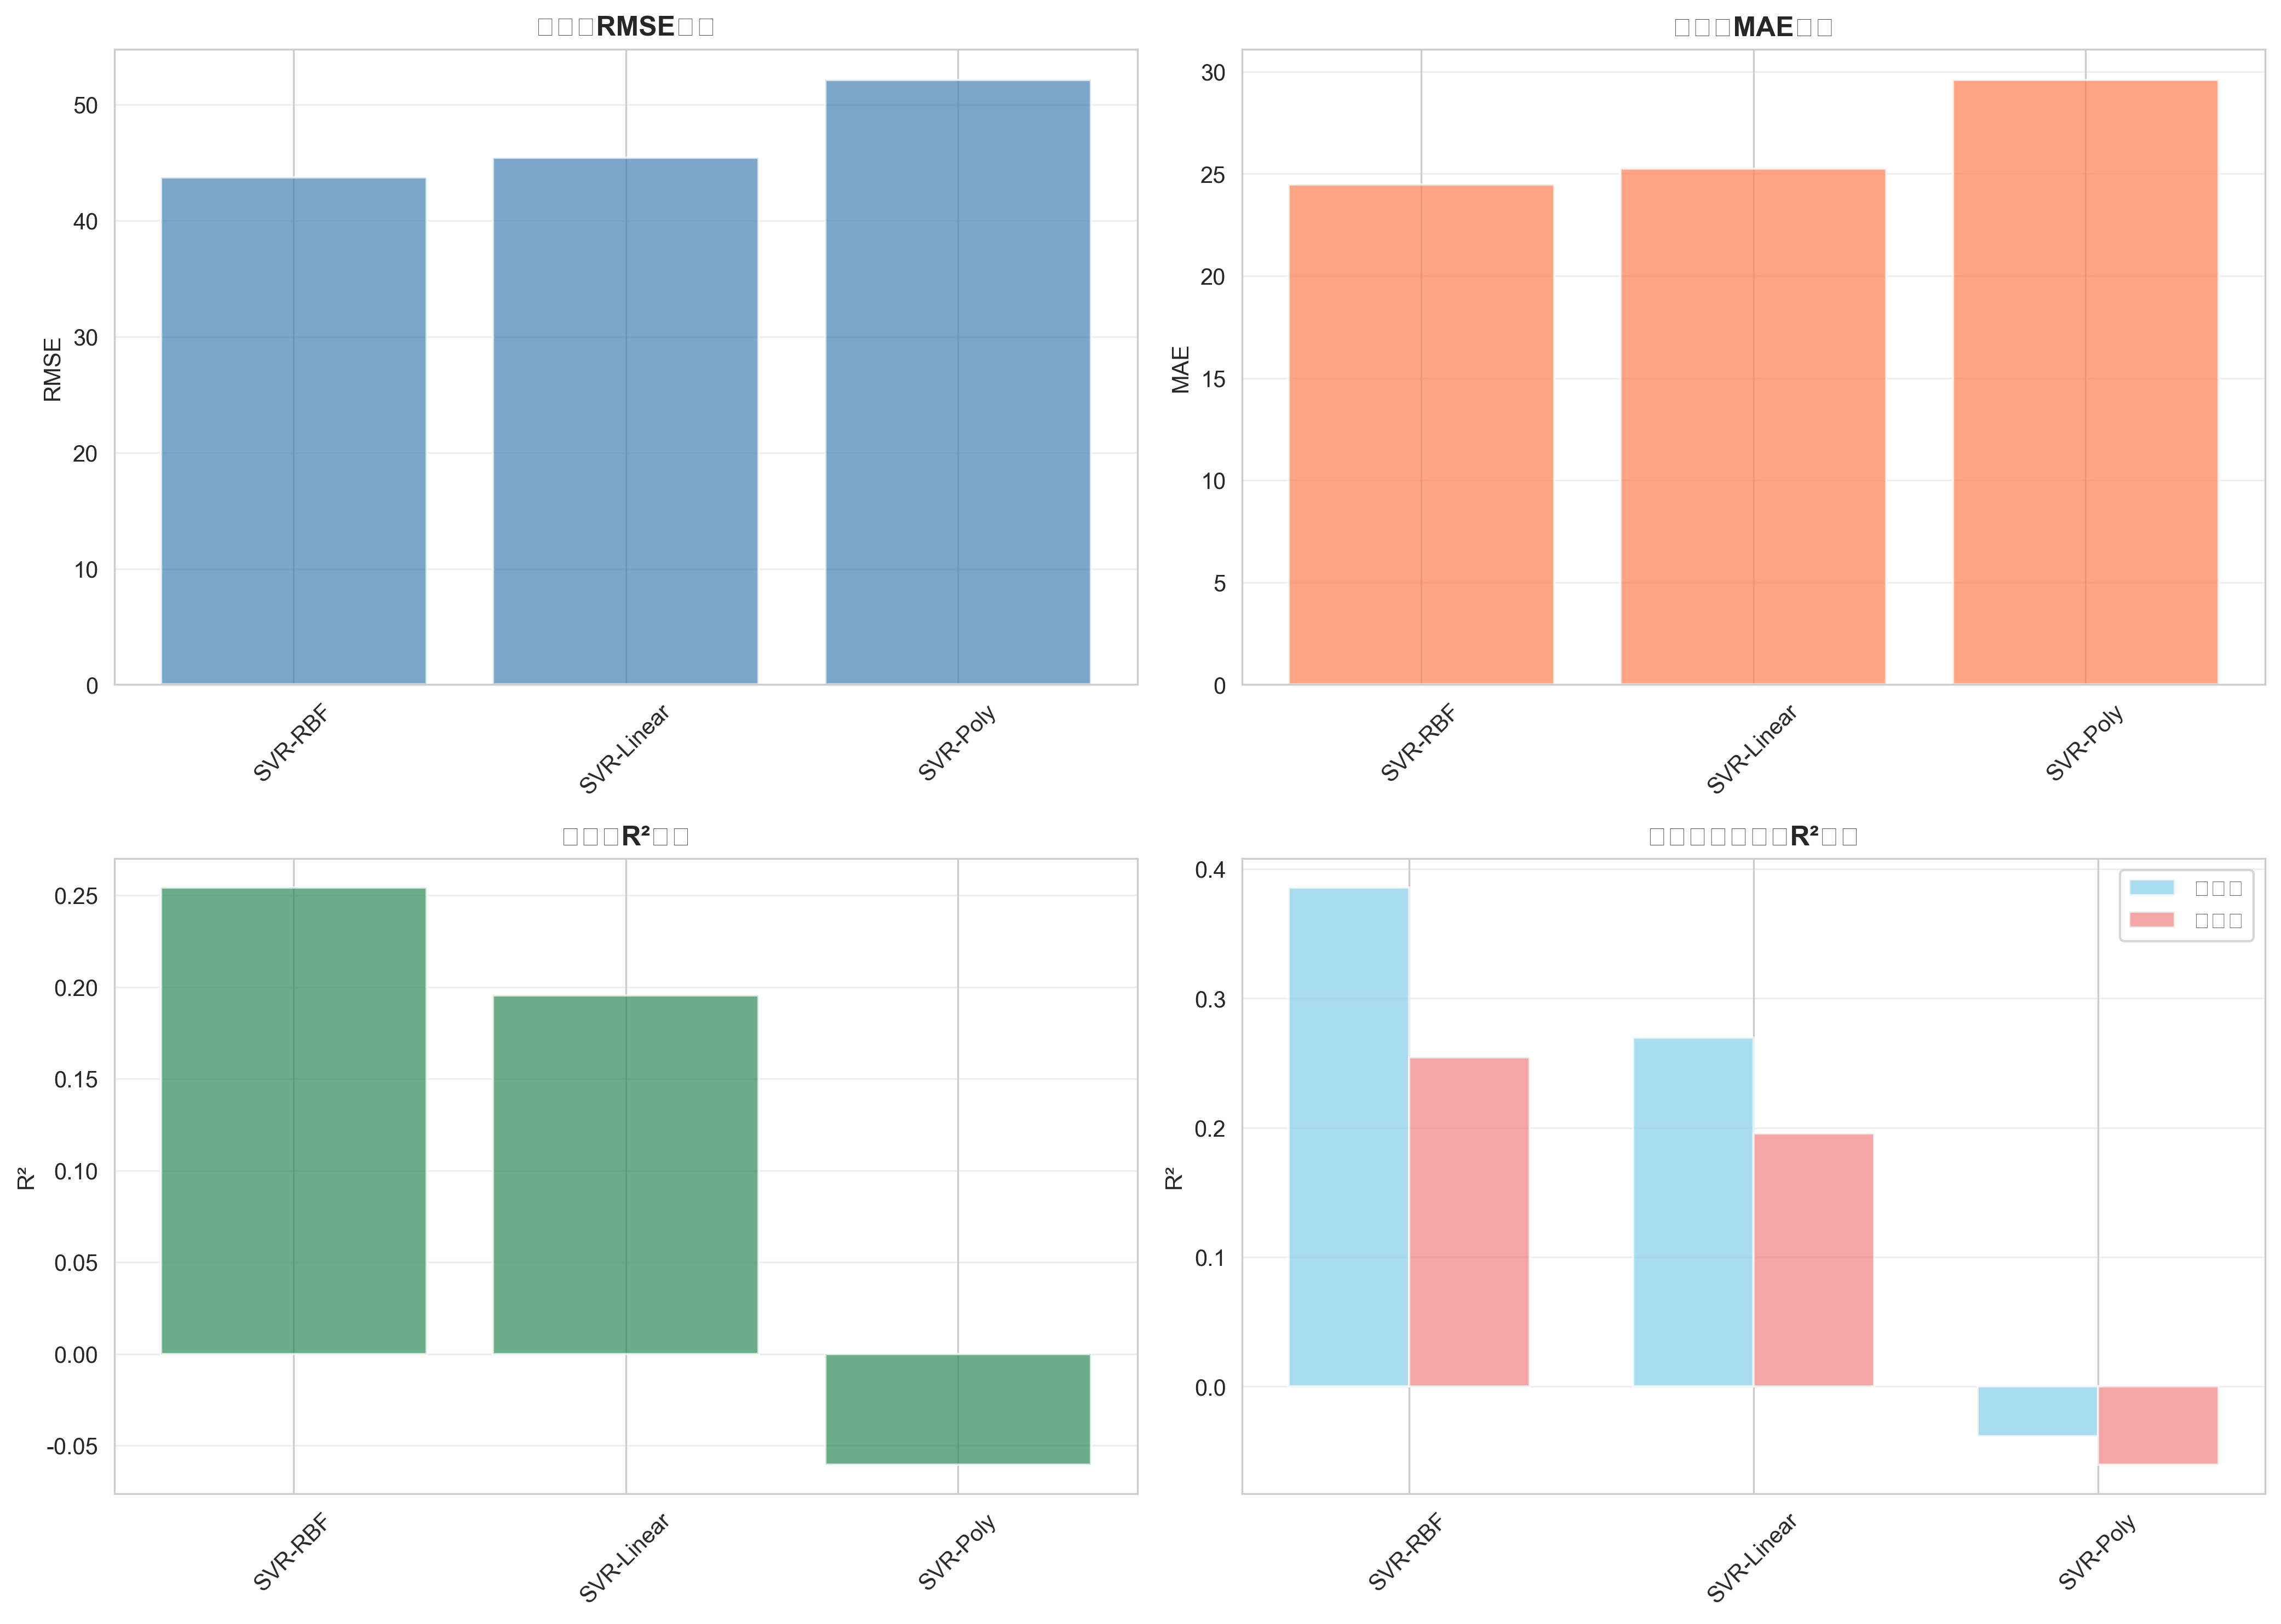 RMSE
50
40
30
20
10
0
RMSE
SVR-RBF
SVR-Linear
SVR-Poly
MAE
30
25
20
15
10
5
0
MAE
SVR-RBF
SVR-Linear
SVR-Poly
R²
0.25
0.20
0.15
0.10
0.05
0.00
-0.05
R²
SVR-RBF
SVR-Linear
SVR-Poly
R²
0.4
0.3
0.2
0.1
0.0
R²
SVR-RBF
SVR-Linear
SVR-Poly